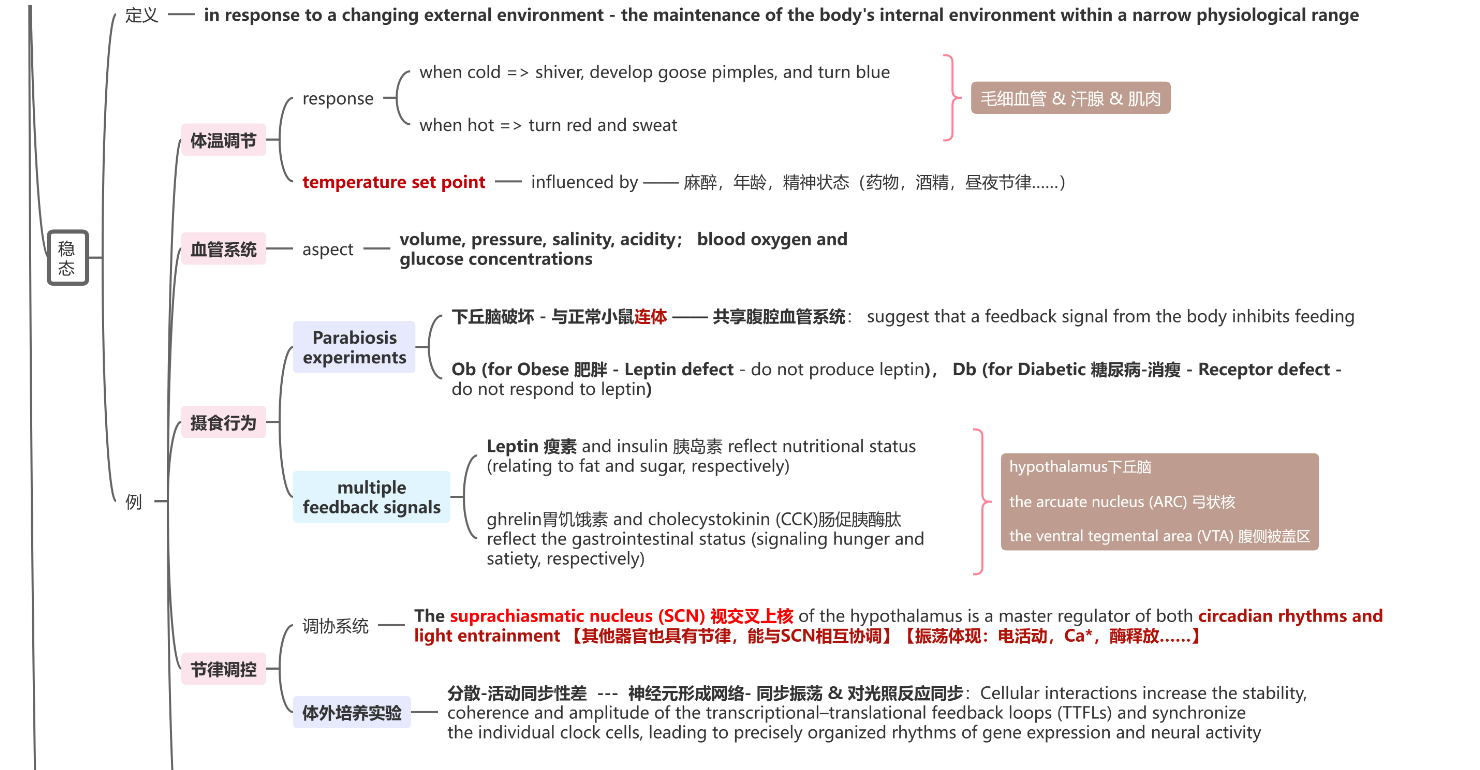 定义
in response to a changing external environment - the maintenance of the body's internal environment within a narrow physiological range
稳
态
例
体温调节
response
when cold => shiver, develop goose pimples, and turn blue
when hot => turn red and sweat
毛细血管 & 汗腺 & 肌肉
temperature set point
influenced by
麻醉，年龄，精神状态（药物，酒精，昼夜节律......）
血管系统
aspect
volume, pressure, salinity, acidity； blood oxygen and
glucose concentrations
摄食行为
Parabiosis
experiments
下丘脑破坏 - 与正常小鼠连体 —— 共享腹腔血管系统： suggest that a feedback signal from the body inhibits feeding
Ob (for Obese 肥胖 - Leptin defect - do not produce leptin)， Db (for Diabetic 糖尿病-消瘦 - Receptor defect -
do not respond to leptin)
multiple
feedback signals
Leptin 瘦素 and insulin 胰岛素 reflect nutritional status
(relating to fat and sugar, respectively)
ghrelin胃饥饿素 and cholecystokinin (CCK)肠促胰酶肽
reflect the gastrointestinal status (signaling hunger and
satiety, respectively)
hypothalamus下丘脑
the arcuate nucleus (ARC) 弓状核
the ventral tegmental area (VTA) 腹侧被盖区
节律调控
调协系统
The suprachiasmatic nucleus (SCN) 视交叉上核 of the hypothalamus is a master regulator of both circadian rhythms and
light entrainment 【其他器官也具有节律，能与SCN相互协调】【振荡体现：电活动，Ca*，酶释放......】
体外培养实验
分散-活动同步性差 --- 神经元形成网络- 同步振荡 & 对光照反应同步：Cellular interactions increase the stability,
coherence and amplitude of the transcriptional–translational feedback loops (TTFLs) and synchronize
the individual clock cells, leading to precisely organized rhythms of gene expression and neural activity